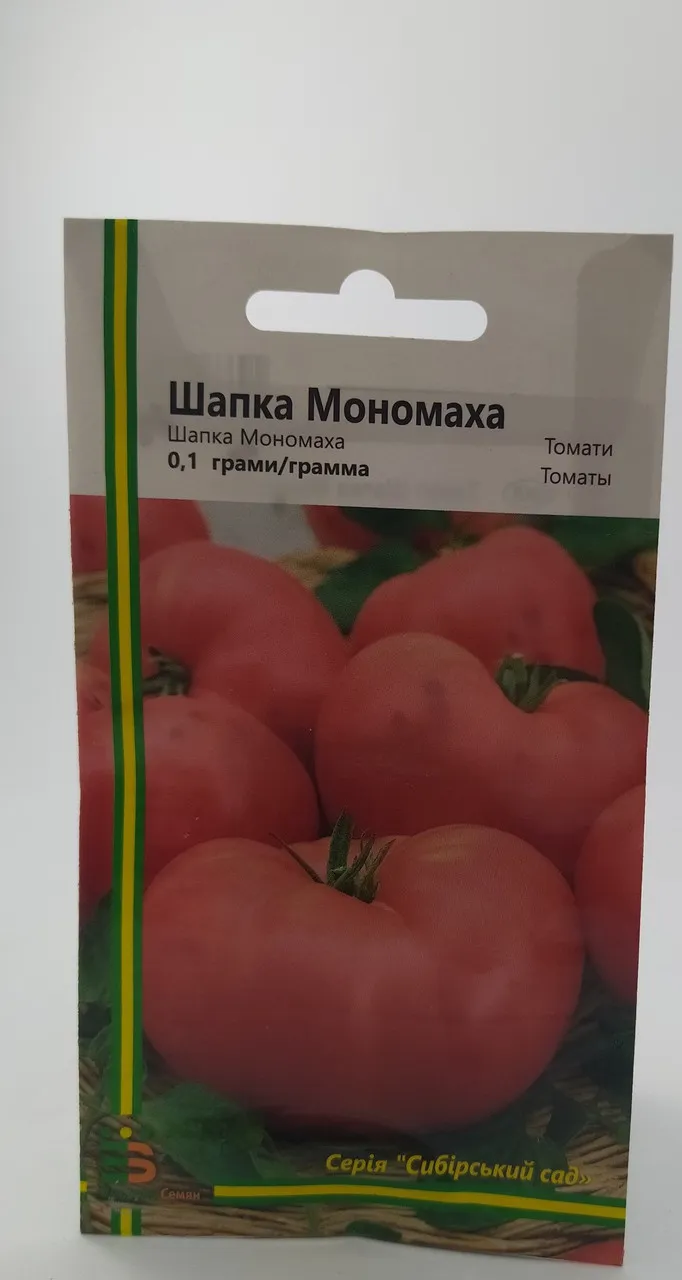 Шапка Мономаха
Шапка Мономаха
0,1 грами/грамма
Томати
Томаты
Серія "Сибірський сад»
Семян